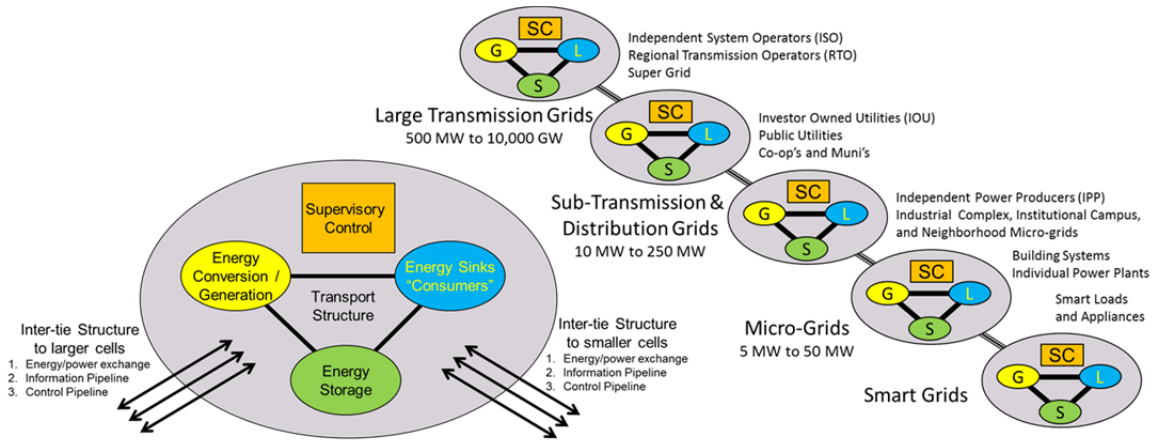 SC
G
L
S
Independent System Operators (ISO)
Regional Transmission Operators (RTO)
Super Grid
Large Transmission Grids
500 MW to 10,000 GW
SC
G
L
S
Investor Owned Utilities (IOU)
Public Utilities
Co-op's and Muni's
Sub-Transmission &
Distribution Grids
10 MW to 250 MW
SC
G
L
S
Independent Power Producers (IPP)
Industrial Complex, Institutional Campus,
and Neighborhood Micro-grids
Micro-Grids
5 MW to 50 MW
SC
G
L
S
Building Systems
Individual Power Plants
Smart Grids
SC
G
L
S
Smart Loads
and Appliances
Supervisory
Control
Energy
Conversion /
Generation
Energy Sinks
"Consumers"
Transport
Structure
Energy
Storage
Inter-tie Structure
to larger cells
1. Energy/power exchange
2. Information Pipeline
3. Control Pipeline
Inter-tie Structure
to smaller cells
1. Energy/power exchange
2. Information Pipeline
3. Control Pipeline